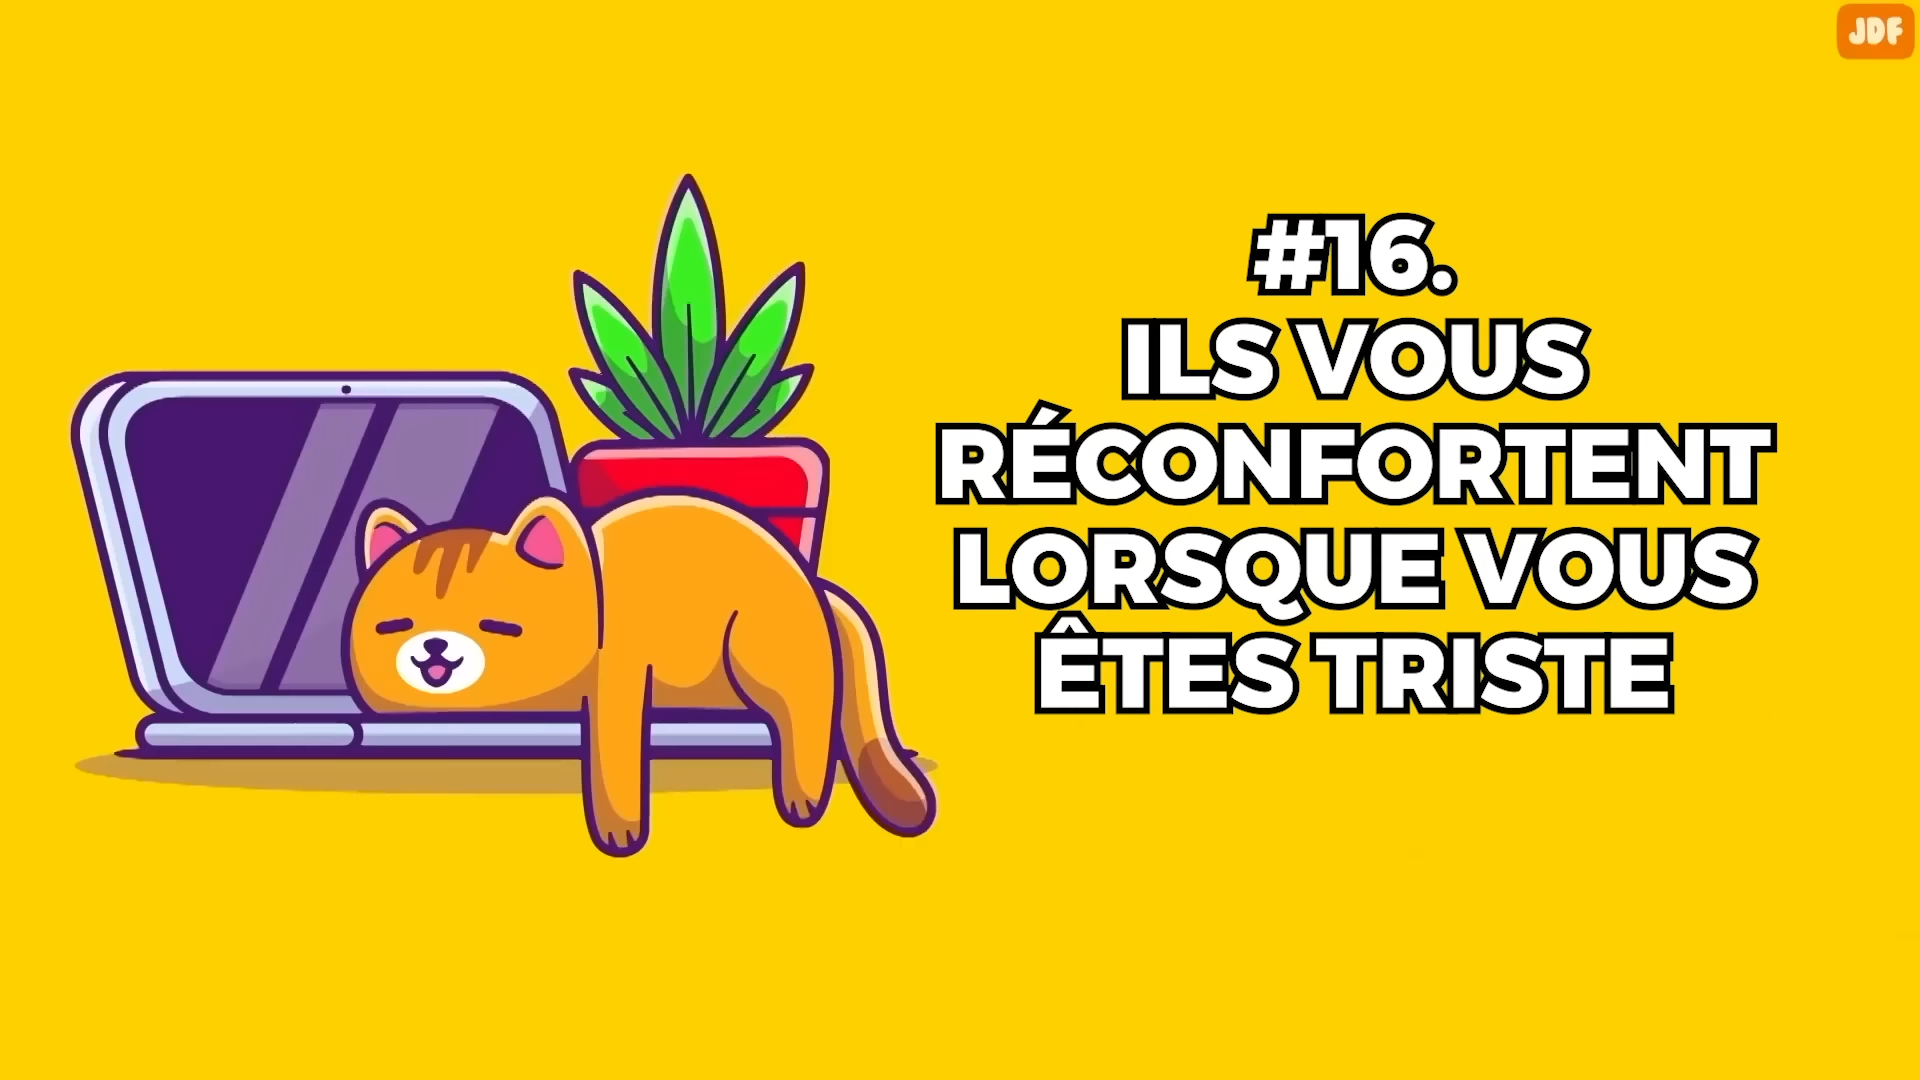 JDF
#16.
ILS VOUS
RÉCONFORTENT
LORSQUE VOUS
ÊTES TRISTE